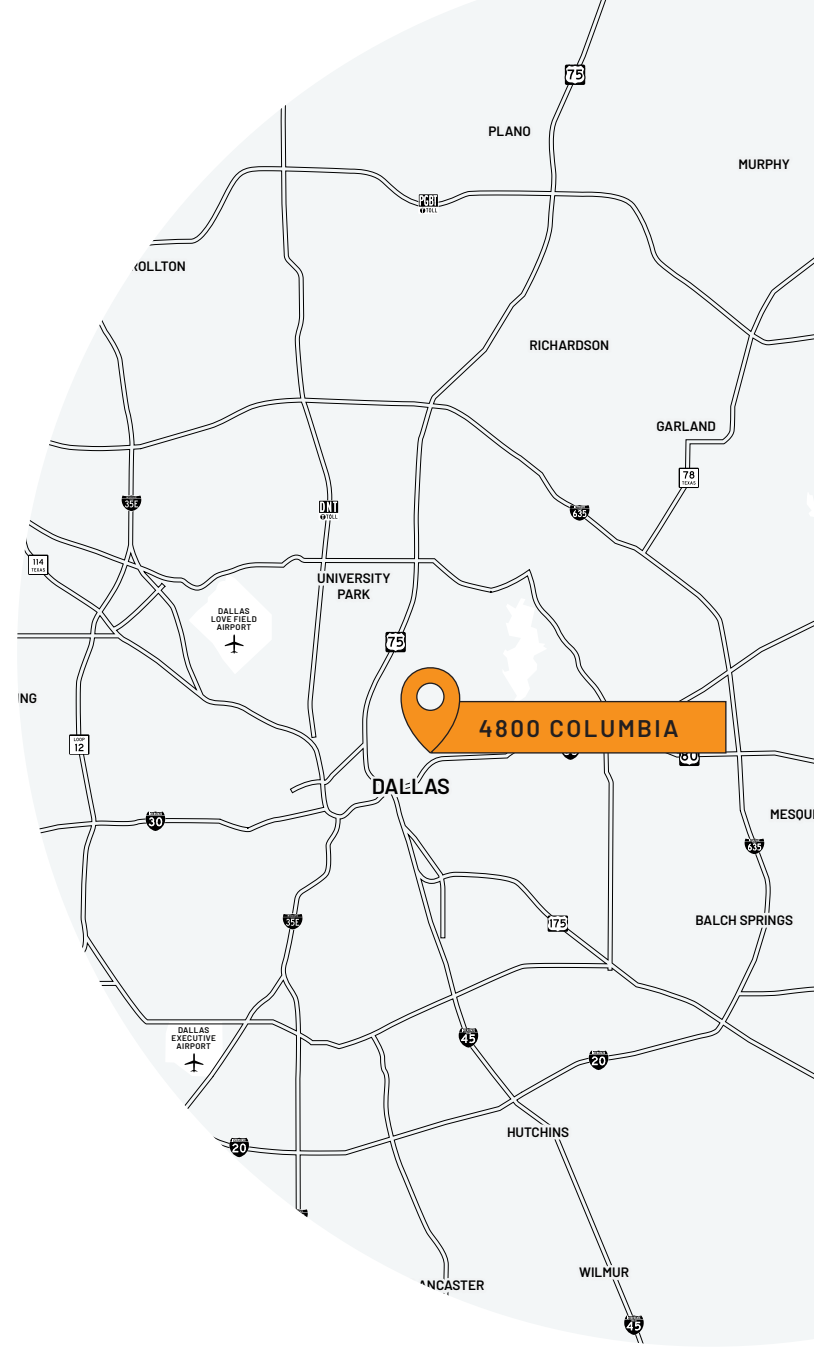 75
PLANO
MURPHY
PGBT
TOLL
ROLLTON
RICHARDSON
GARLAND
78
TEXAS
35E
DNT
TOLL
635
114
TEXAS
UNIVERSITY
PARK
DALLAS
LOVE FIELD
AIRPORT
75
NG
4800 COLUMBIA
LOOP
12
80
DALLAS
30
MESQU
635
35E
175
BALCH SPRINGS
DALLAS
EXECUTIVE
AIRPORT
45
20
HUTCHINS
20
WILMUR
ANCASTER
45